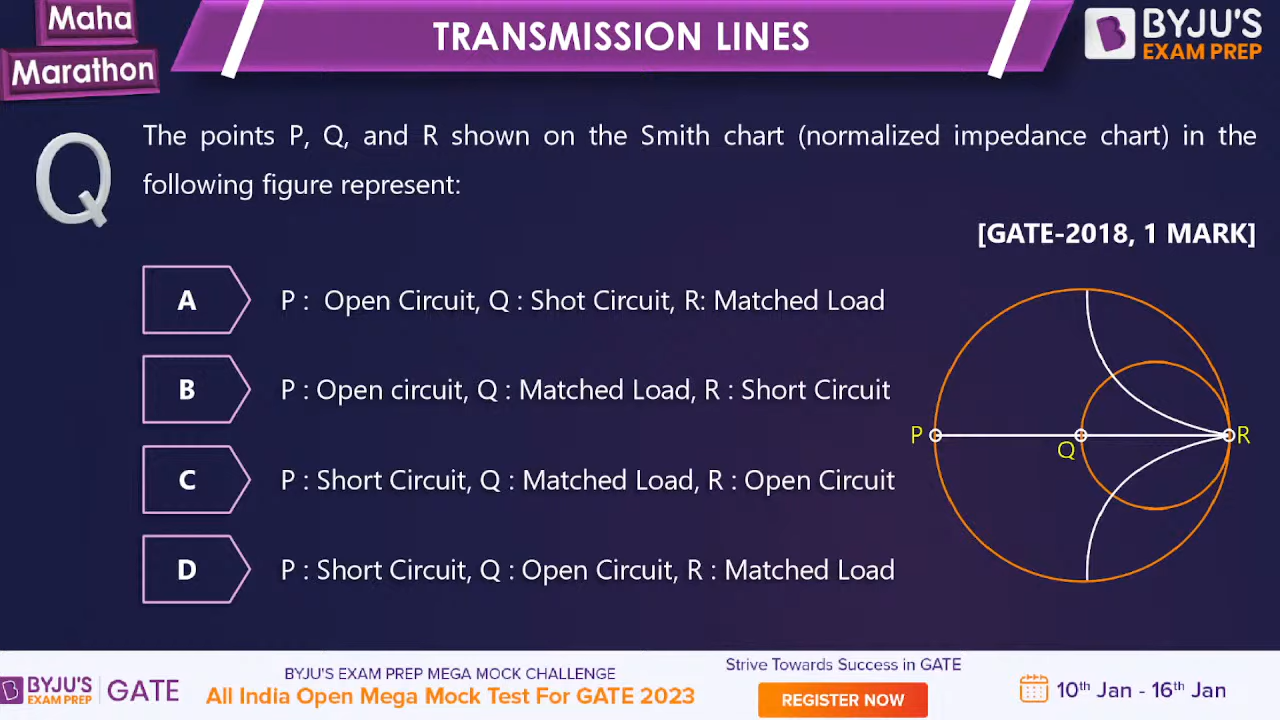 Maha
Marathon
TRANSMISSION LINES
BYJU'S
EXAM PREP
Q
The points P, Q, and R shown on the Smith chart (normalized impedance chart) in the
following figure represent:
[GATE-2018, 1 MARK]
A P : Open Circuit, Q : Shot Circuit, R: Matched Load
B P : Open circuit, Q : Matched Load, R : Short Circuit
C P : Short Circuit, Q : Matched Load, R : Open Circuit
D P : Short Circuit, Q : Open Circuit, R : Matched Load
P
Q
R
BYJU'S
EXAM PREP
GATE
BYJU'S EXAM PREP MEGA MOCK CHALLENGE
All India Open Mega Mock Test For GATE 2023
Strive Towards Success in GATE
REGISTER NOW
10th Jan - 16th Jan